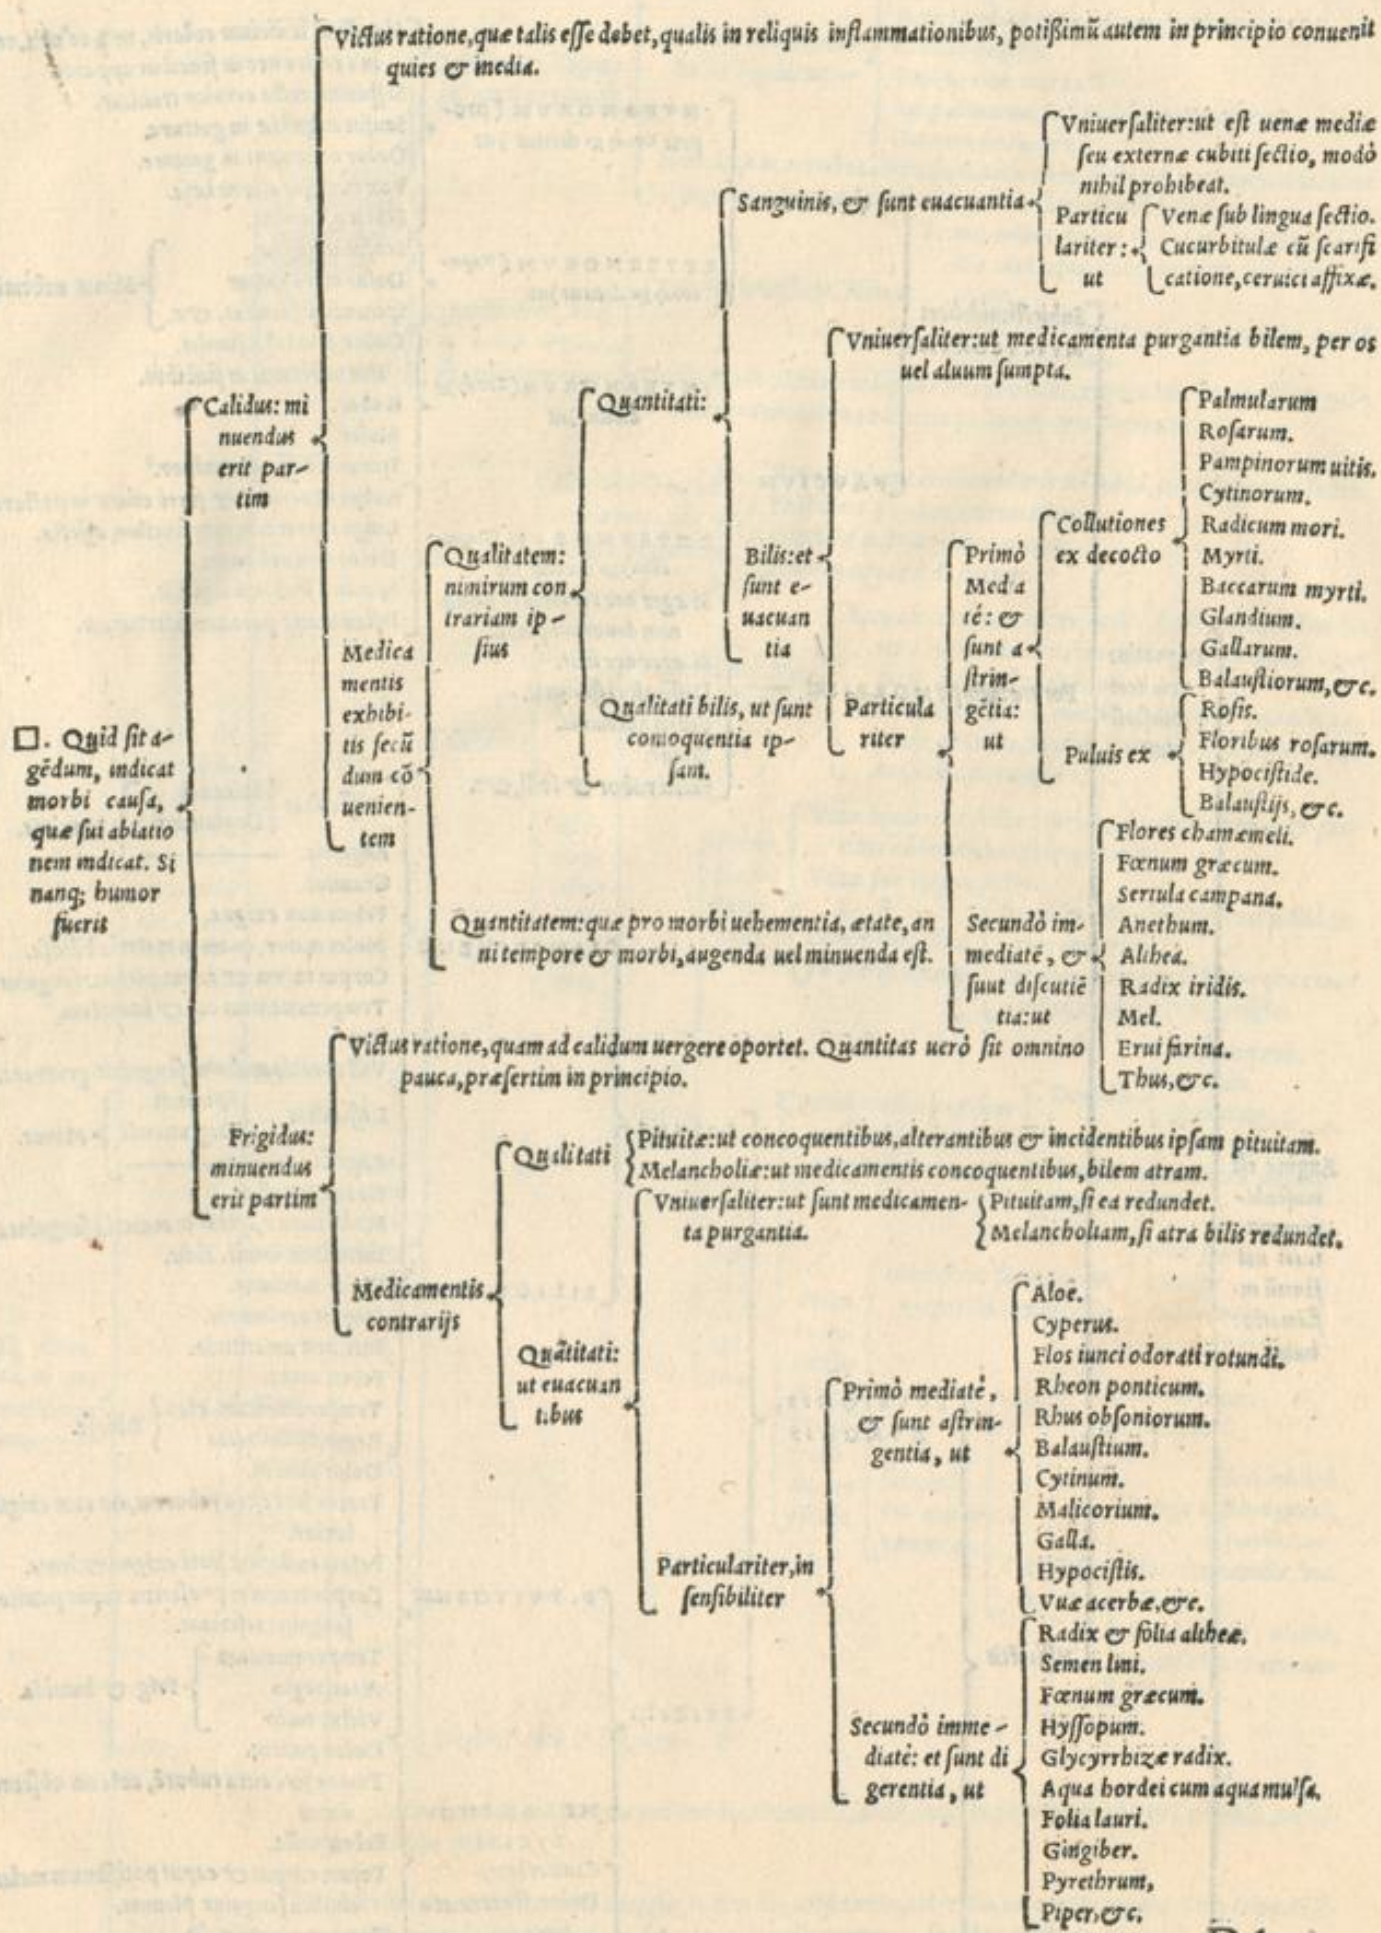 Victus ratione, quæ talis esse debet, qualis in reliquis inflammationibus, potißimũ autem in principio conuenit
quies & media.
Vniuersaliter: ut est uenæ mediæ
seu externæ cubiti sectio, modò
nihil prohibeat.
Sanguinis, & sunt euacuantia
Particu
lariter:
ut
Venæ sub lingua sectio.
Cucurbitulæ cũ scarifi
catione, ceruici affixæ.
Vniuersaliter: ut medicamenta purgantia bilem, per os
uel aluum sumpta.
Calidus: mi
nuendus
erit par-
tim
Quantitati:
Palmularum
Rosarum.
Pampinorum uitis.
Cytinorum.
Radicum mori.
Myrti.
Baccarum myrti.
Glandium.
Gallarum.
Balaustiorum, &c.
Collutiones
ex decocto
Qualitatem:
nimirum con
trariam ip-
sius
Bilis: et
sunt e-
uacuan
tia
Primò
Media
tè: &
sunt a-
strin-
gẽtia:
ut
Medica
mentis
exhibi-
tis secũ
dum cõ
uenien-
tem
Qualitati bilis, ut sunt
conoquentia ip-
sam.
Particula
riter
Puluis ex
Rosis.
Floribus rosarum.
Hypocistide.
Balaustijs, &c.
□. Quid sit a-
gẽdum, indicat
morbi causa,
quæ sui ablatio
nem indicat. Si
nanq; humor
fuerit
Flores chamæmeli.
Fœnum græcum.
Sertula campana.
Anethum.
Althea.
Radix iridis.
Mel.
Erui farina.
Thus, &c.
Quantitatem: quæ pro morbi uehementia, ætate, an
ni tempore & morbi, augenda uel minuenda est.
Secundò im-
mediatè, &
sunt discutiẽ
tia: ut
Victus ratione, quam ad calidum uergere oportet. Quantitas uerò sit omnino
pauca, præsertim in principio.
Frigidus:
minuendus
erit partim
Qualitati
Pituitæ: ut concoquentibus, alterantibus & incidentibus ipsam pituitam.
Melancholiæ: ut medicamentis concoquentibus, bilem atram.
Vniuersaliter: ut sunt medicamen-
ta purgantia.
Pituitam, si ea redundet.
Melancholiam, si atra bilis redundet.
Medicamentis
contrarijs
Quãtitati:
ut euacuan
tibus
Aloe.
Cyperus.
Flos iunci odorati rotundi.
Rheon ponticum.
Rhus obsoniorum.
Balaustium.
Cytinum.
Malicorium.
Galla.
Hypocistis.
Vuæ acerbæ, &c.
Primò mediatè,
& sunt astrin-
gentia, ut
Particulariter, in
sensibiliter
Radix & folia altheæ.
Semen lini.
Fœnum græcum.
Hyssopum.
Glycyrrhizæ radix.
Aqua hordei cum aqua mulsa.
Folia lauri.
Gingiber.
Pyrethrum,
Piper, &c.
Secundò imme-
diatè: et sunt di
gerentia, ut